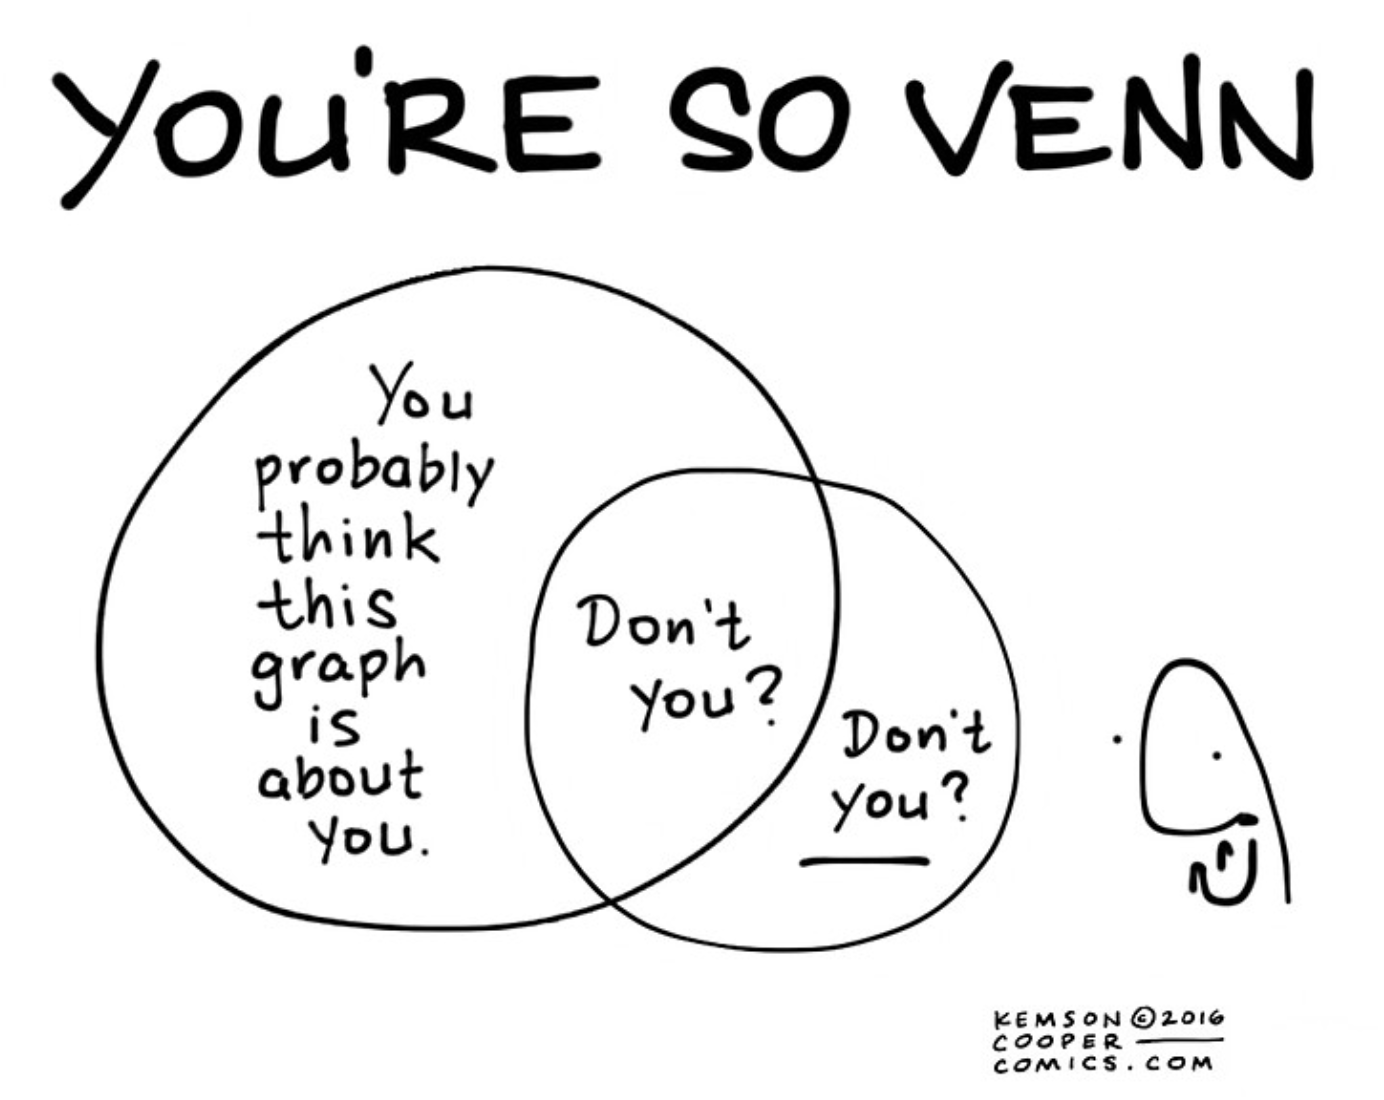 YOU'RE SO VENN
You
probably
think
this
graph
is
about
you.
Don't
you?
Don't
you?
KEMSON ©2016
COOPER
COMICS.COM